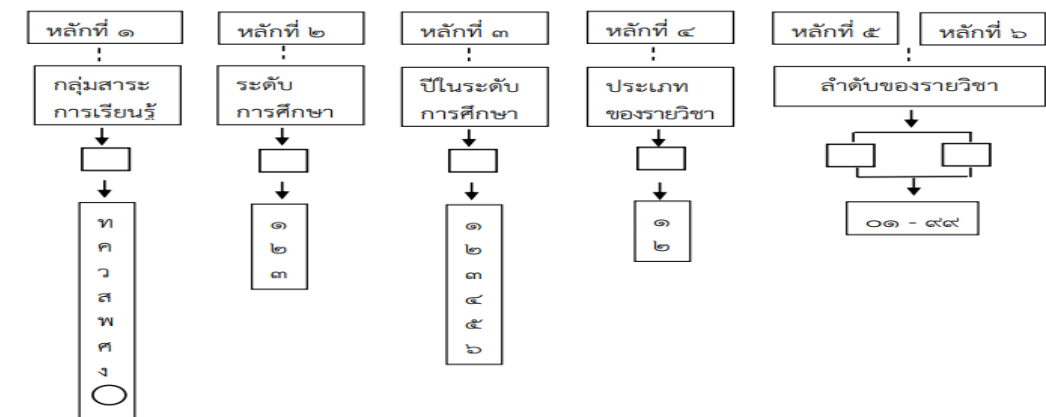 หลักที่ ๑
หลักที่ ๒
หลักที่ ๓
หลักที่ ๔
หลักที่ ๕
หลักที่ ๖
กลุ่มสาระ
การเรียนรู้
ระดับ
การศึกษา
ปีในระดับ
การศึกษา
ประเภท
ของรายวิชา
ลำดับของรายวิชา
ท
ค
ว
ส
พ
ศ
ง
๑
๒
๓
๑
๒
๓
๔
๕
๖
๑
๒
๐๑ - ๙๙